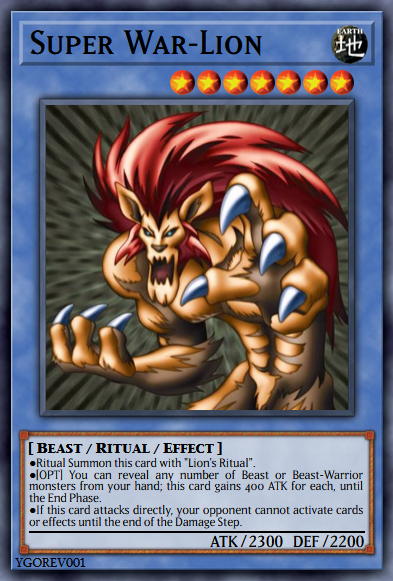 Super War-Lion
EARTH
地
[ Beast / Ritual / Effect ]
●Ritual Summon this card with "Lion's Ritual".
●[OPT] You can reveal any number of Beast or Beast-Warrior
monsters from your hand; this card gains 400 ATK for each, until
the End Phase.
●If this card attacks directly, your opponent cannot activate cards
or effects until the end of the Damage Step.
ATK / 2300 DEF / 2200
YGOREV001